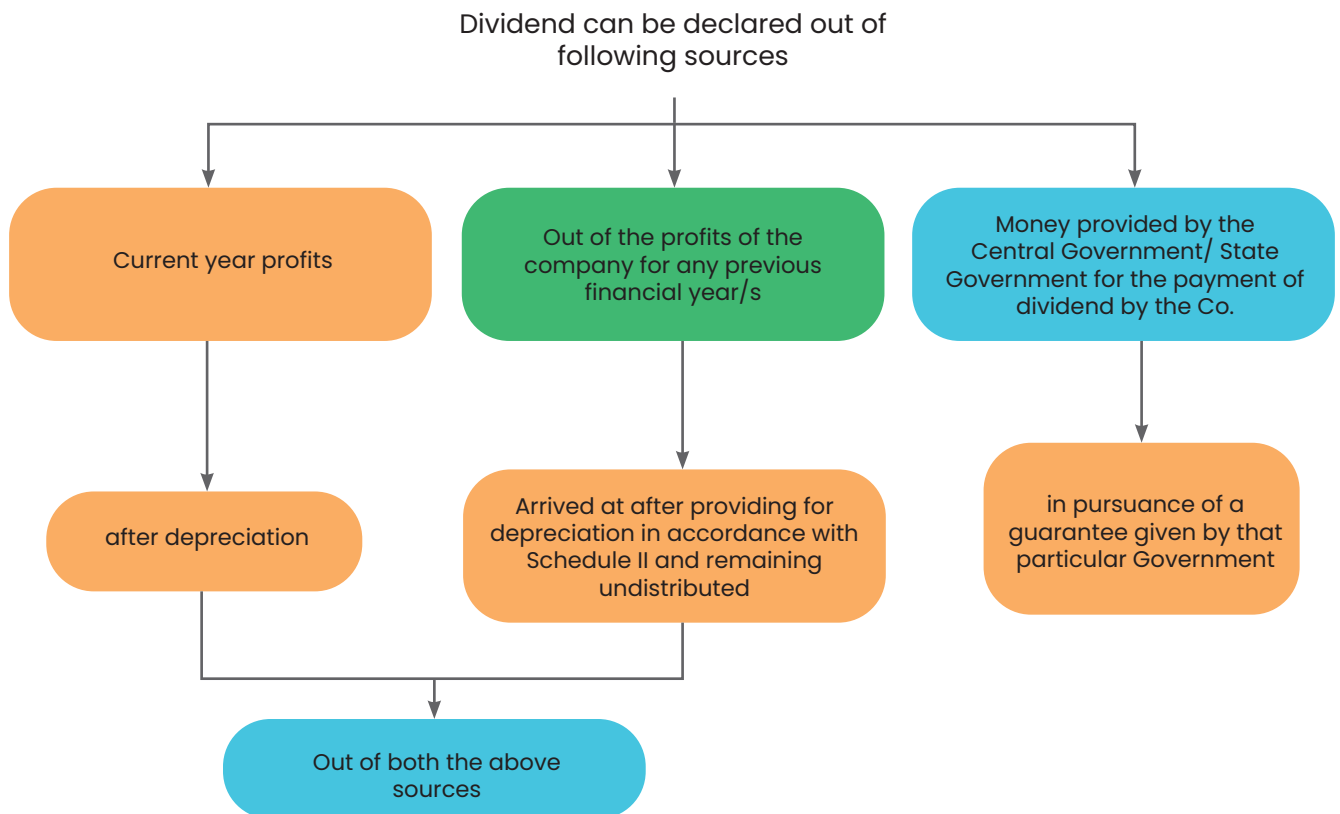 Dividend can be declared out of
following sources
Current year profits
Out of the profits of the
company for any previous
financial year/s
Money provided by the
Central Government/ State
Government for the payment of
dividend by the Co.
after depreciation
Arrived at after providing for
depreciation in accordance with
Schedule II and remaining
undistributed
in pursuance of a
guarantee given by that
particular Government
Out of both the above
sources